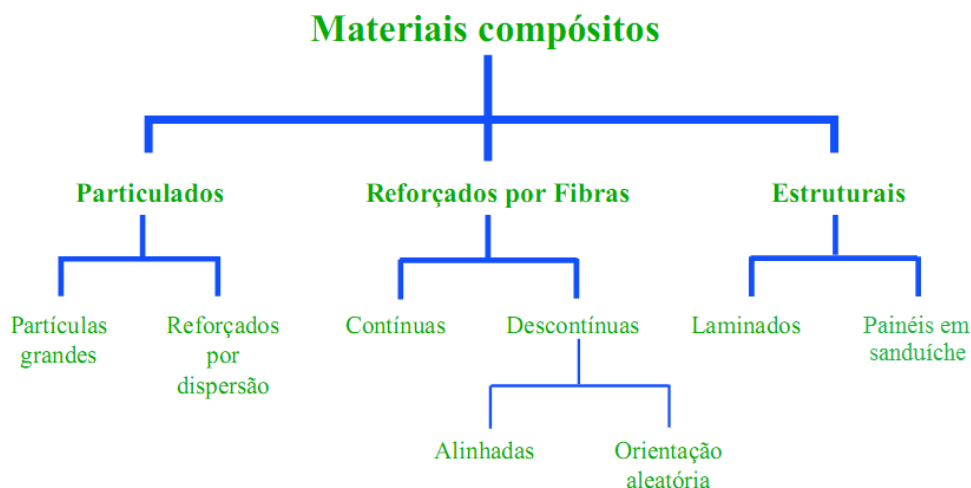 Materiais compósitos
Particulados
Reforçados por Fibras
Estruturais
Partículas
grandes
Reforçados
por
dispersão
Contínuas
Descontínuas
Laminados
Painéis em
sanduíche
Alinhadas
Orientação
aleatória